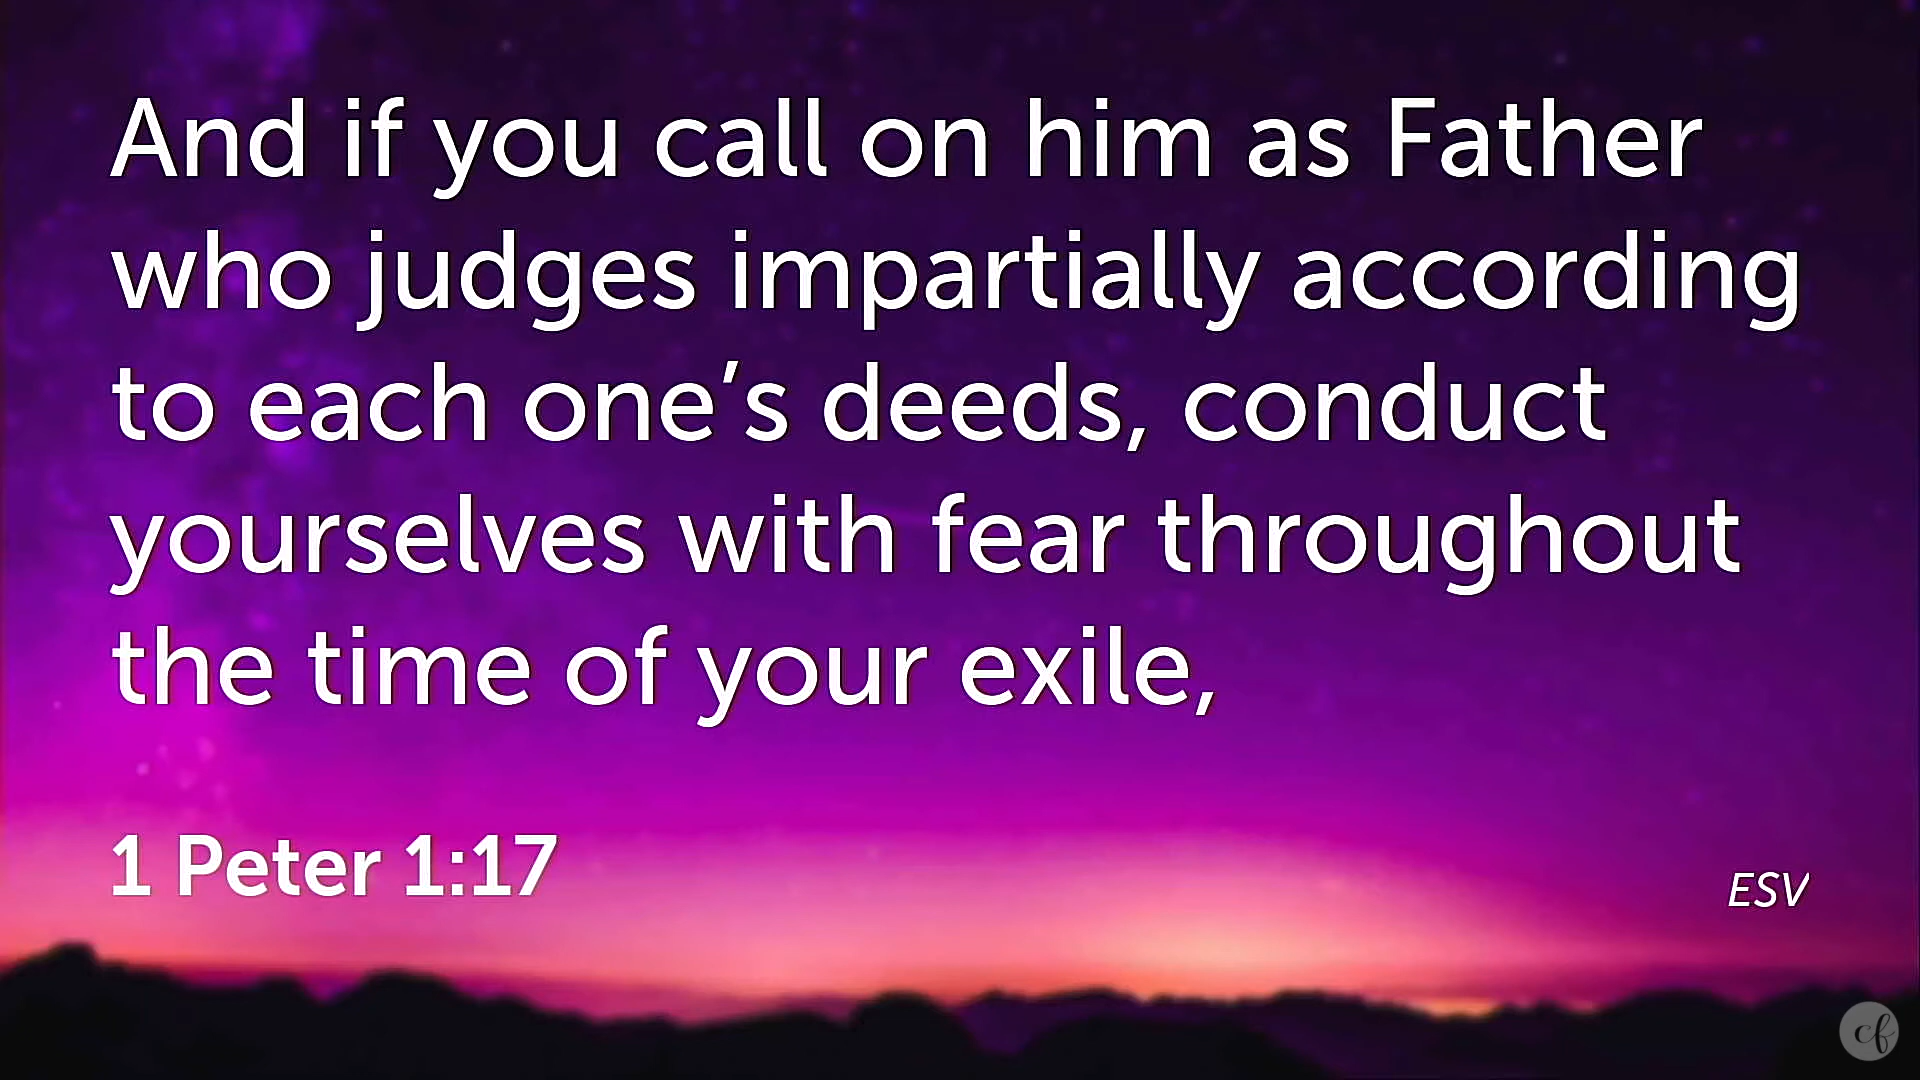 And if you call on him as Father
who judges impartially according
to each one’s deeds, conduct
yourselves with fear throughout
the time of your exile,
1 Peter 1:17
ESV
cf